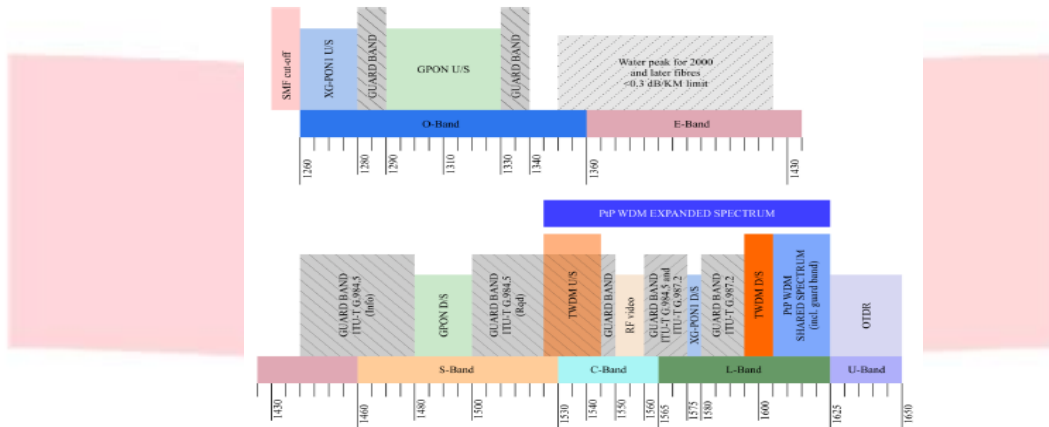 SMF cut-off
XG-PON1 U/S
GUARD BAND
GPON U/S
GUARD BAND
Water peak for 2000
and later fibres
<0.3 dB/KM limit
O-Band
E-Band
1260
1280
1290
1310
1330
1340
1360
1430
PtP WDM EXPANDED SPECTRUM
GUARD BAND
ITU-T G.984.5
(Info)
GPON D/S
GUARD BAND
ITU-T G.984.5
(Rqd)
TWDM U/S
GUARD BAND
RF video
GUARD BAND
ITU-T G.984.5 and
ITU-T G.987.2
XG-PON1 D/S
GUARD BAND
ITU-T G.987.2
TWDM D/S
PtP WDM
SHARED SPECTRUM
(incl. guard band)
OTDR
S-Band
C-Band
L-Band
U-Band
1430
1460
1480
1500
1530
1540
1550
1560
1565
1575
1580
1600
1625
1650